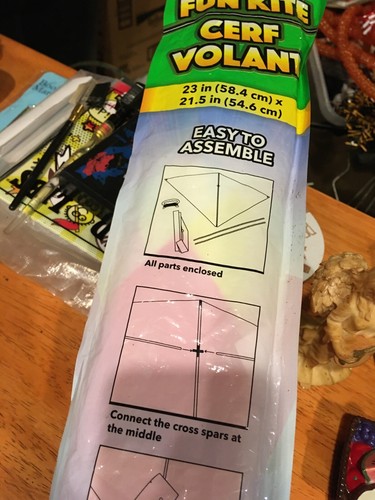 FUN KITE
CERF
VOLANT
23 in (58.4 cm) x
21.5 in (54.6 cm)
EASY TO
ASSEMBLE
All parts enclosed
Connect the cross spars at
the middle